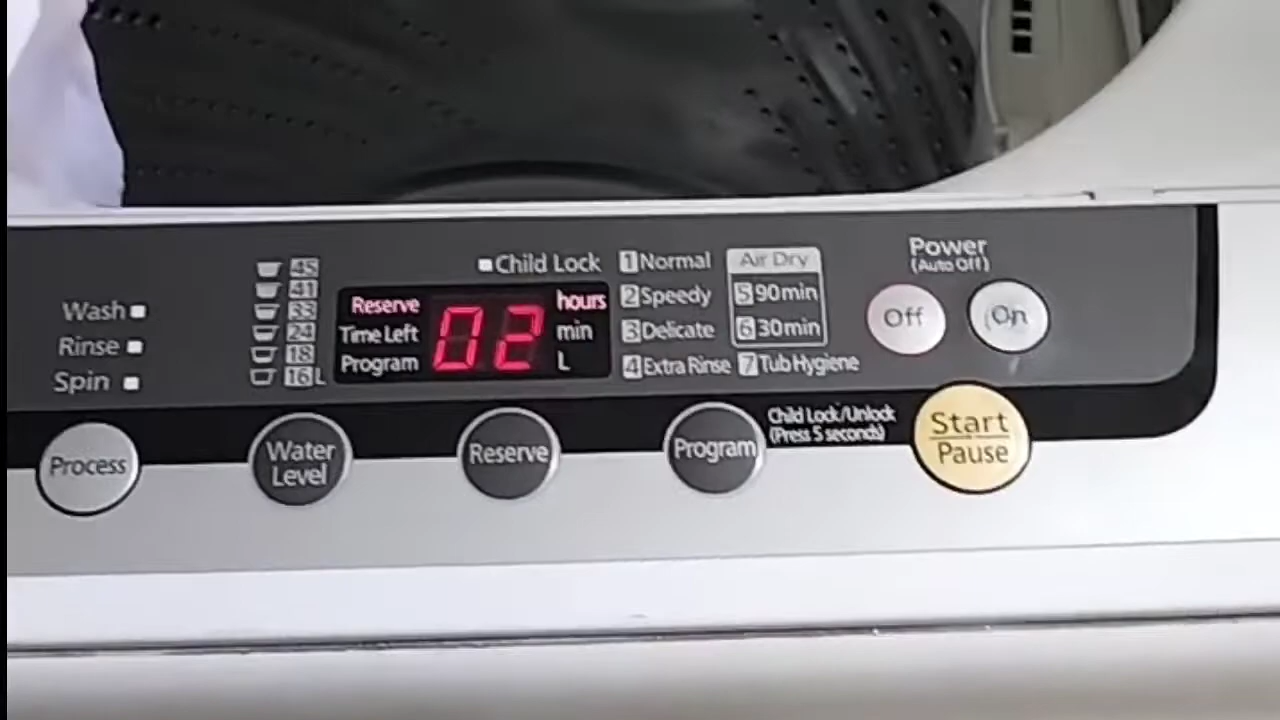 Power
(Auto Off)
Off
On
Child Lock
1 Normal
2 Speedy
3 Delicate
4 Extra Rinse
Air Dry
5 90min
6 30min
7 Tub Hygiene
45
41
33
24
18
16 L
Reserve
Time Left
Program
02
hours
min
L
Wash
Rinse
Spin
Process
Water
Level
Reserve
Program
Child Lock/Unlock
(Press 5 seconds)
Start
Pause